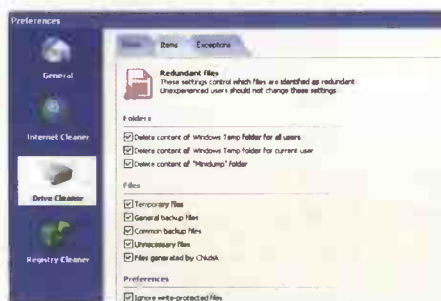 Preferences
Items
Exceptions
General
Internet Cleaner
Drive Cleaner
Registry Cleaner
Redundant files
These settings control which files are identified as redundant
Unexperienced users should not change these settings
Folders
Delete content of Windows Temp folder for all users
Delete content of Windows Temp folder for current user
Delete content of "Minidump" folder
Files
Temporary files
General backup files
Common backup files
Unnecessary files
Files generated by Chkdsk
Preferences
Ignore write-protected files